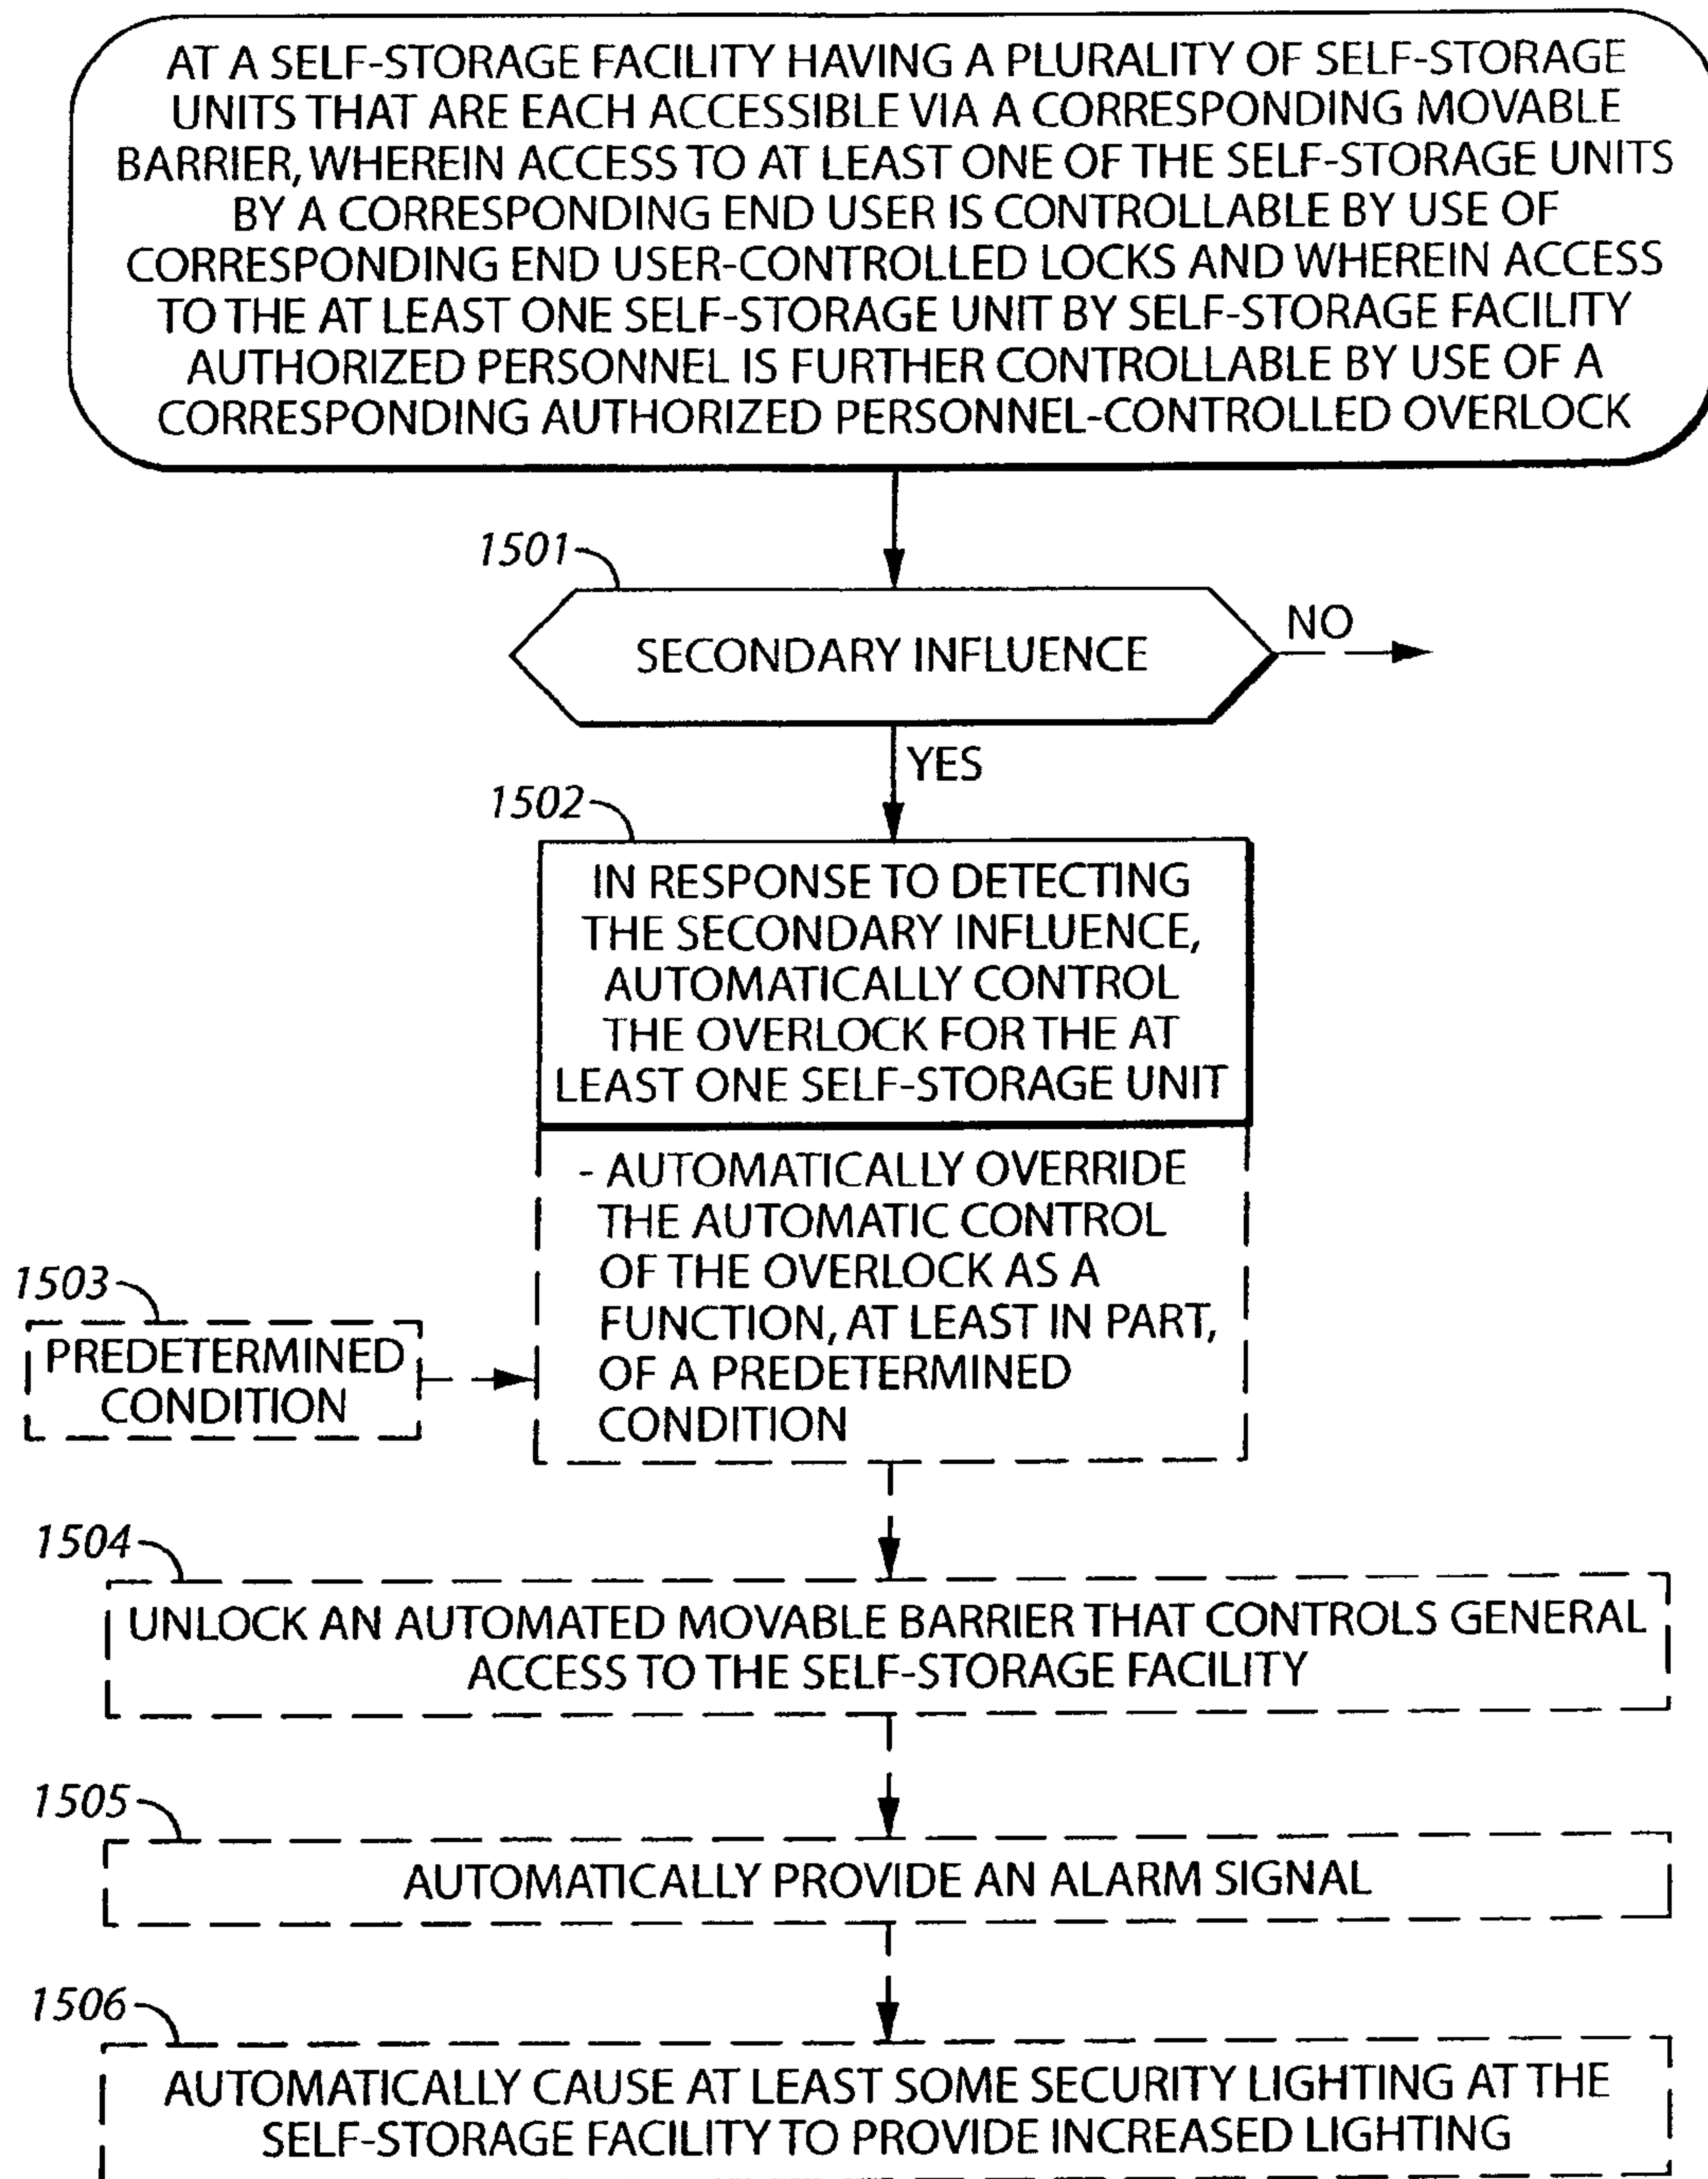 AT A SELF-STORAGE FACILITY HAVING A PLURALITY OF SELF-STORAGE
UNITS THAT ARE EACH ACCESSIBLE VIA A CORRESPONDING MOVABLE
BARRIER, WHEREIN ACCESS TO AT LEAST ONE OF THE SELF-STORAGE UNITS
BY A CORRESPONDING END USER IS CONTROLLABLE BY USE OF
CORRESPONDING END USER-CONTROLLED LOCKS AND WHEREIN ACCESS
TO THE AT LEAST ONE SELF-STORAGE UNIT BY SELF-STORAGE FACILITY
AUTHORIZED PERSONNEL IS FURTHER CONTROLLABLE BY USE OF A
CORRESPONDING AUTHORIZED PERSONNEL-CONTROLLED OVERLOCK
1501
SECONDARY INFLUENCE
NO
YES
1502
IN RESPONSE TO DETECTING
THE SECONDARY INFLUENCE,
AUTOMATICALLY CONTROL
THE OVERLOCK FOR THE AT
LEAST ONE SELF-STORAGE UNIT
- AUTOMATICALLY OVERRIDE
THE AUTOMATIC CONTROL
OF THE OVERLOCK AS A
FUNCTION, AT LEAST IN PART,
OF A PREDETERMINED
CONDITION
1503
PREDETERMINED
CONDITION
1504
UNLOCK AN AUTOMATED MOVABLE BARRIER THAT CONTROLS GENERAL
ACCESS TO THE SELF-STORAGE FACILITY
1505
AUTOMATICALLY PROVIDE AN ALARM SIGNAL
1506
AUTOMATICALLY CAUSE AT LEAST SOME SECURITY LIGHTING AT THE
SELF-STORAGE FACILITY TO PROVIDE INCREASED LIGHTING